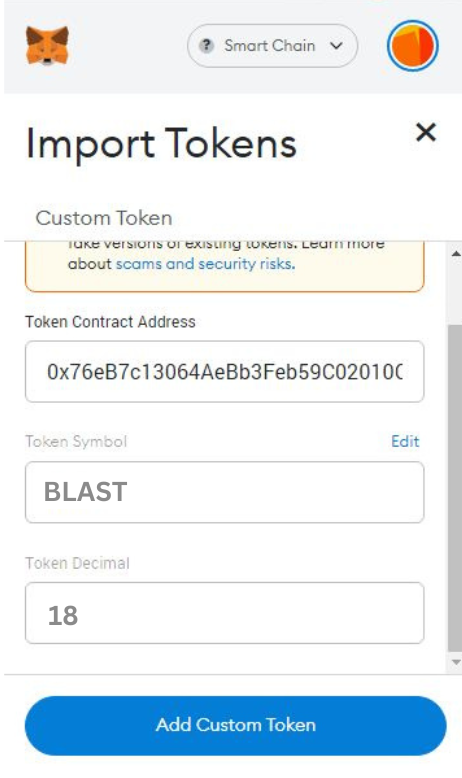 Smart Chain
Import Tokens
Custom Token
fake versions of existing tokens. Learn more
about scams and security risks.
Token Contract Address
0x76eB7c13064AeBb3Feb59C02010
Token Symbol
Edit
BLAST
Token Decimal
18
Add Custom Token